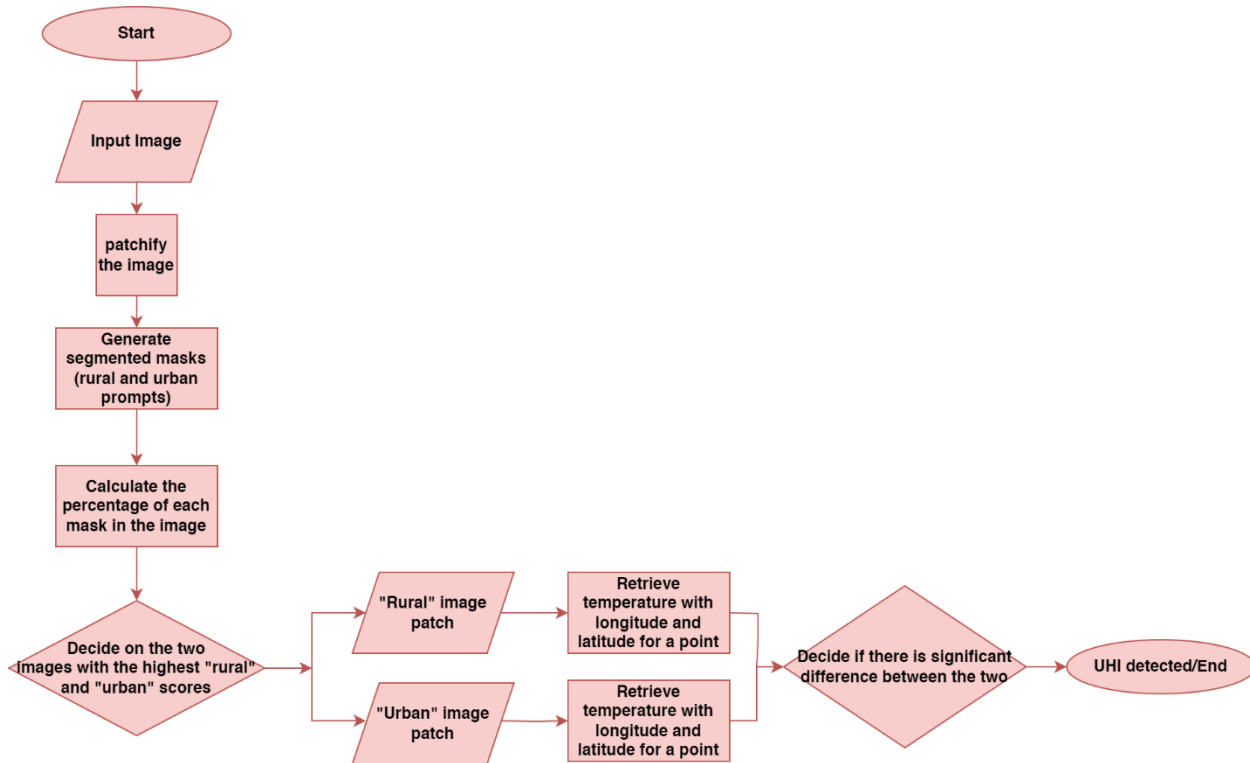 Start
Input Image
patchify
the image
Generate
segmented masks
(rural and urban
prompts)
Calculate the
percentage of each
mask in the image
Decide on the two
images with the highest "rural"
and "urban" scores
"Rural" image
patch
Retrieve
temperature with
longitude and
latitude for a point
"Urban" image
patch
Retrieve
temperature with
longitude and
latitude for a point
Decide if there is significant
difference between the two
UHI detected/End